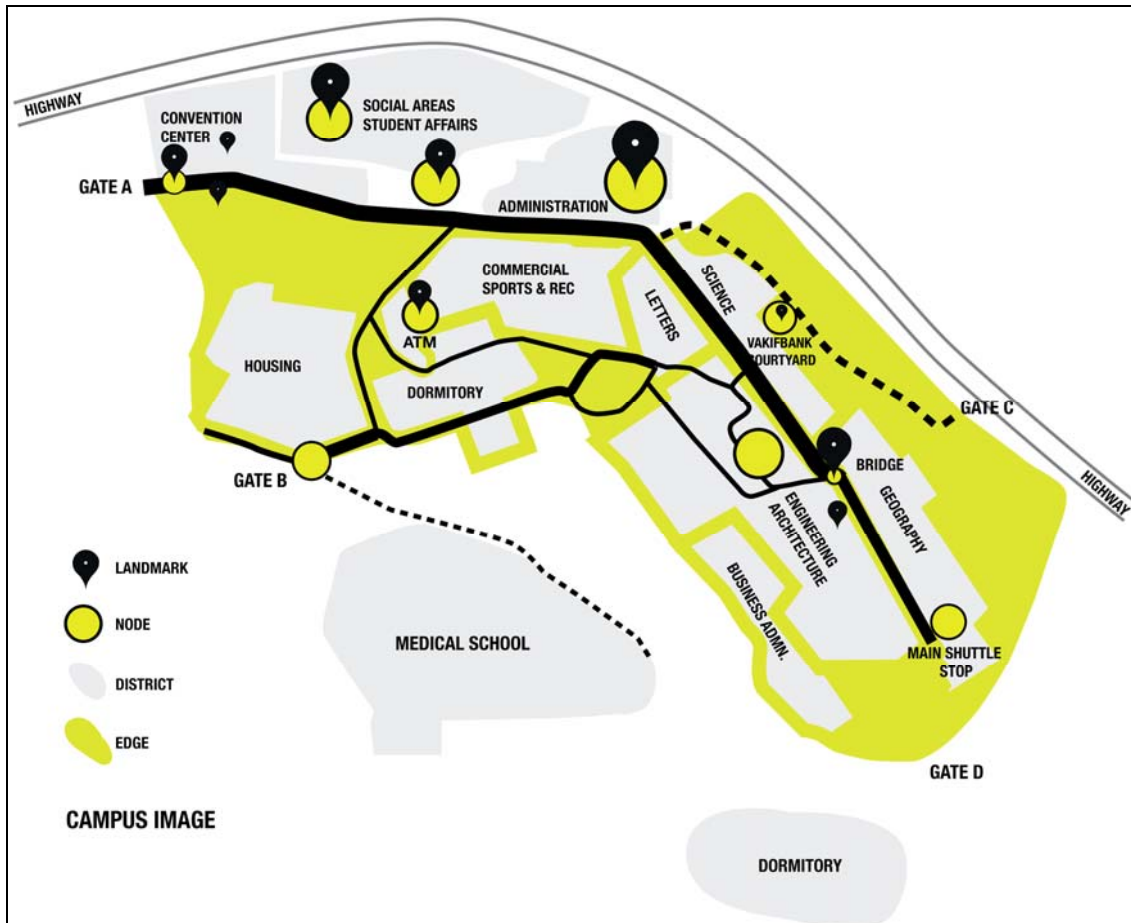 HIGHWAY
CONVENTION
CENTER
SOCIAL AREAS
STUDENT AFFAIRS
GATE A
ADMINISTRATION
COMMERCIAL
SPORTS & REC
SCIENCE
LETTERS
ATM
VAKIFBANK
COURTYARD
HOUSING
DORMITORY
GATE C
GATE B
BRIDGE
HIGHWAY
GEOGRAPHY
ENGINEERING
ARCHITECTURE
BUSINESS ADMN.
LANDMARK
NODE
MEDICAL SCHOOL
MAIN SHUTTLE
STOP
DISTRICT
EDGE
GATE D
CAMPUS IMAGE
DORMITORY